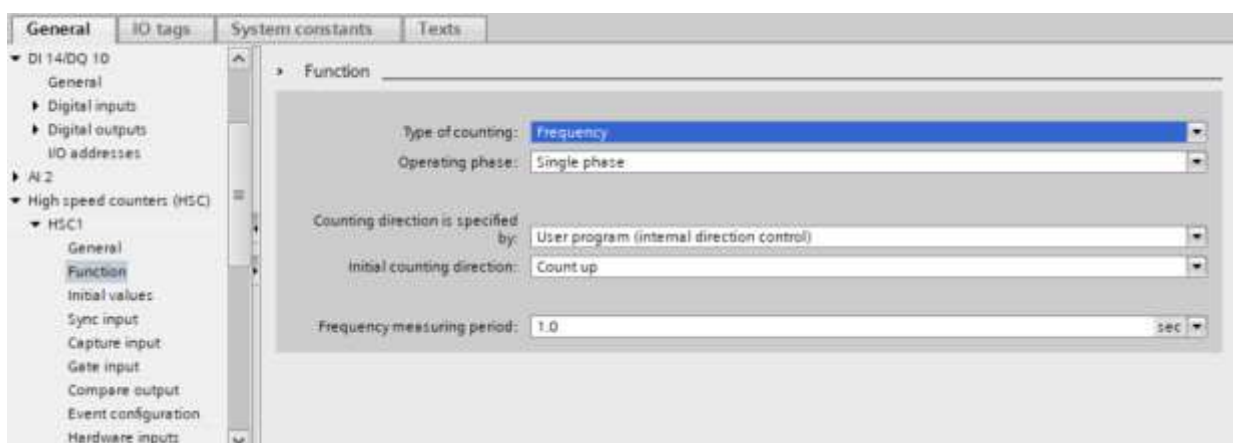 General
IO tags
System constants
Texts
DI 14/DQ 10
General
Digital inputs
Digital outputs
I/O addresses
AI 2
High speed counters (HSC)
HSC1
General
Function
Initial values
Sync input
Capture input
Gate input
Compare output
Event configuration
Hardware inputs
Function
Type of counting: Frequency
Operating phase: Single phase
Counting direction is specified
by: User program (internal direction control)
Initial counting direction: Count up
Frequency measuring period: 1.0 sec